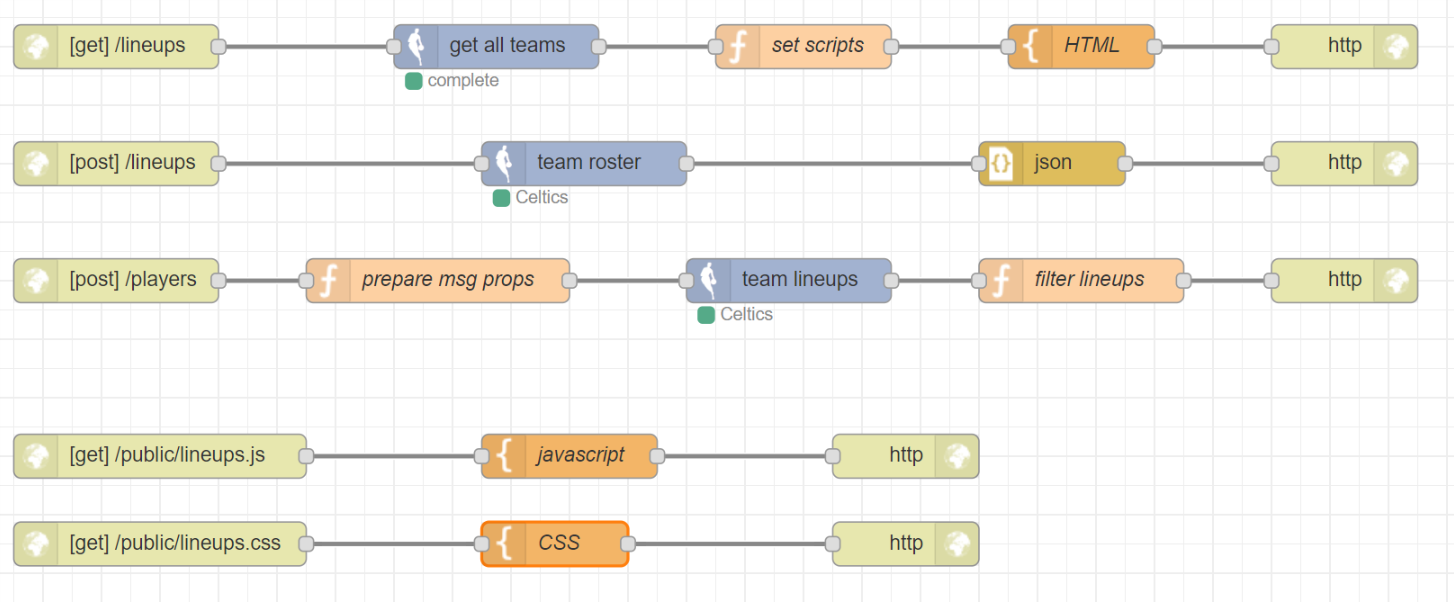 [get] /lineups get all teams set scripts HTML http
complete
[post] /lineups team roster json http
Celtics
[post] /players prepare msg props team lineups filter lineups http
Celtics
[get] /public/lineups.js javascript http
[get] /public/lineups.css CSS http